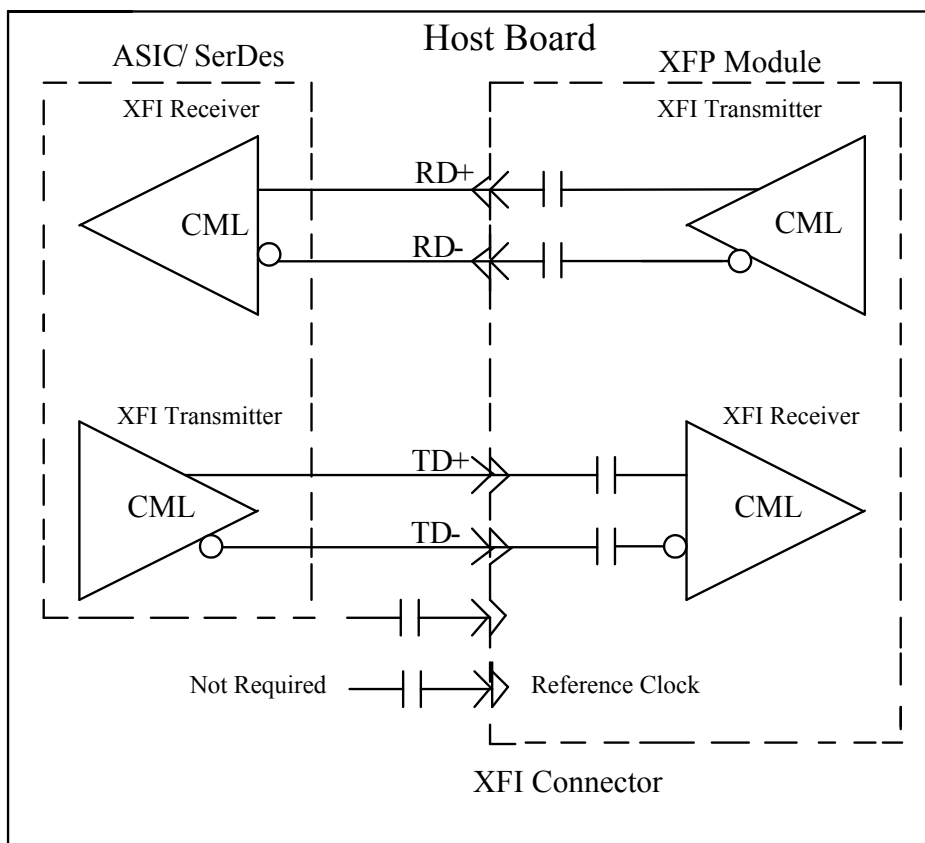 Host Board
ASIC/ SerDes
XFP Module
XFI Receiver
XFI Transmitter
RD+
CML
CML
RD-
XFI Transmitter
XFI Receiver
TD+
CML
CML
TD-
Not Required
Reference Clock
XFI Connector